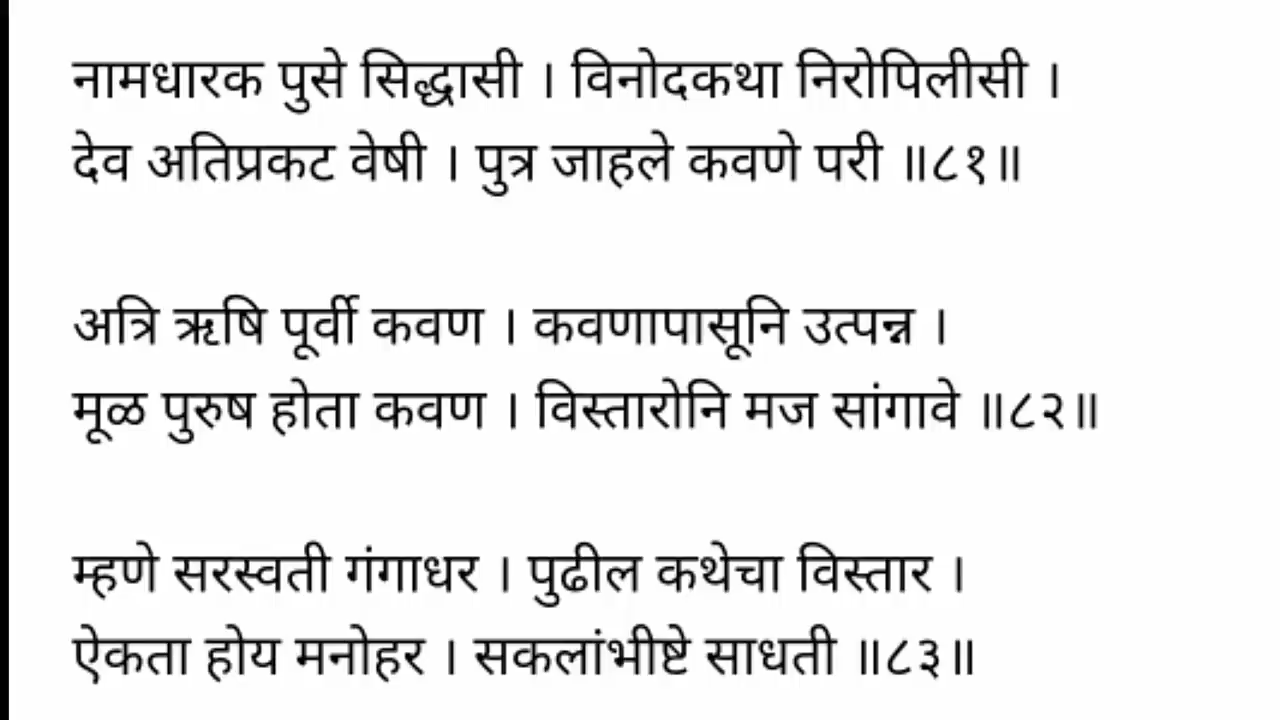 नामधारक पुसे सिद्धासी । विनोदकथा निरोपिलीसी ।
देव अतिप्रकट वेषी । पुत्र जाहले कवणे परी ॥८१॥
अत्रि ऋषि पूर्वी कवण । कवणापासूनि उत्पन्न ।
मूळ पुरुष होता कवण । विस्तारोनि मज सांगावे ॥८२॥
म्हणे सरस्वती गंगाधर । पुढील कथेचा विस्तार ।
ऐकता होय मनोहर । सकलांभीष्टे साधती ॥८३॥